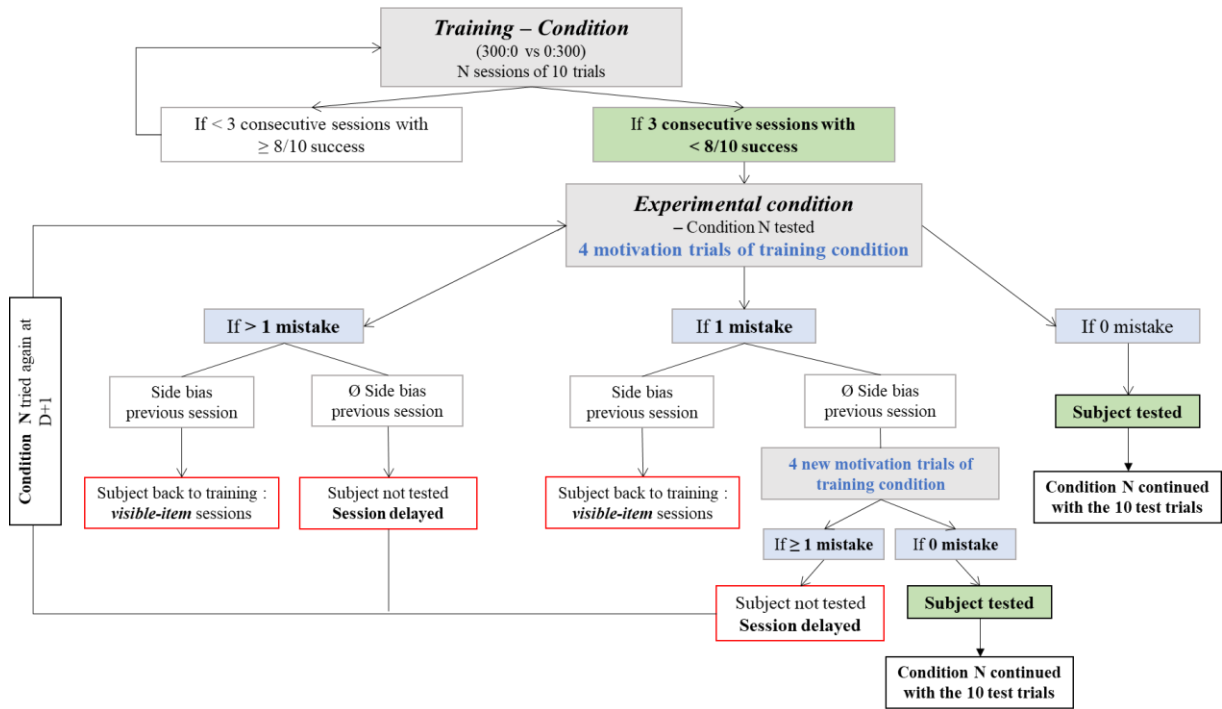 Training – Condition
(300:0 vs 0:300)
N sessions of 10 trials
If < 3 consecutive sessions with
≥ 8/10 success
If 3 consecutive sessions with
< 8/10 success
Experimental condition
– Condition N tested
4 motivation trials of training condition
Condition N tried again at
D+1
If > 1 mistake
If 1 mistake
If 0 mistake
Side bias
previous session
Ø Side bias
previous session
Side bias
previous session
Ø Side bias
previous session
Subject tested
Subject back to training :
visible-item sessions
Subject not tested
Session delayed
Subject back to training :
visible-item sessions
4 new motivation trials of
training condition
Condition N continued
with the 10 test trials
If ≥ 1 mistake
If 0 mistake
Subject not tested
Session delayed
Subject tested
Condition N continued
with the 10 test trials